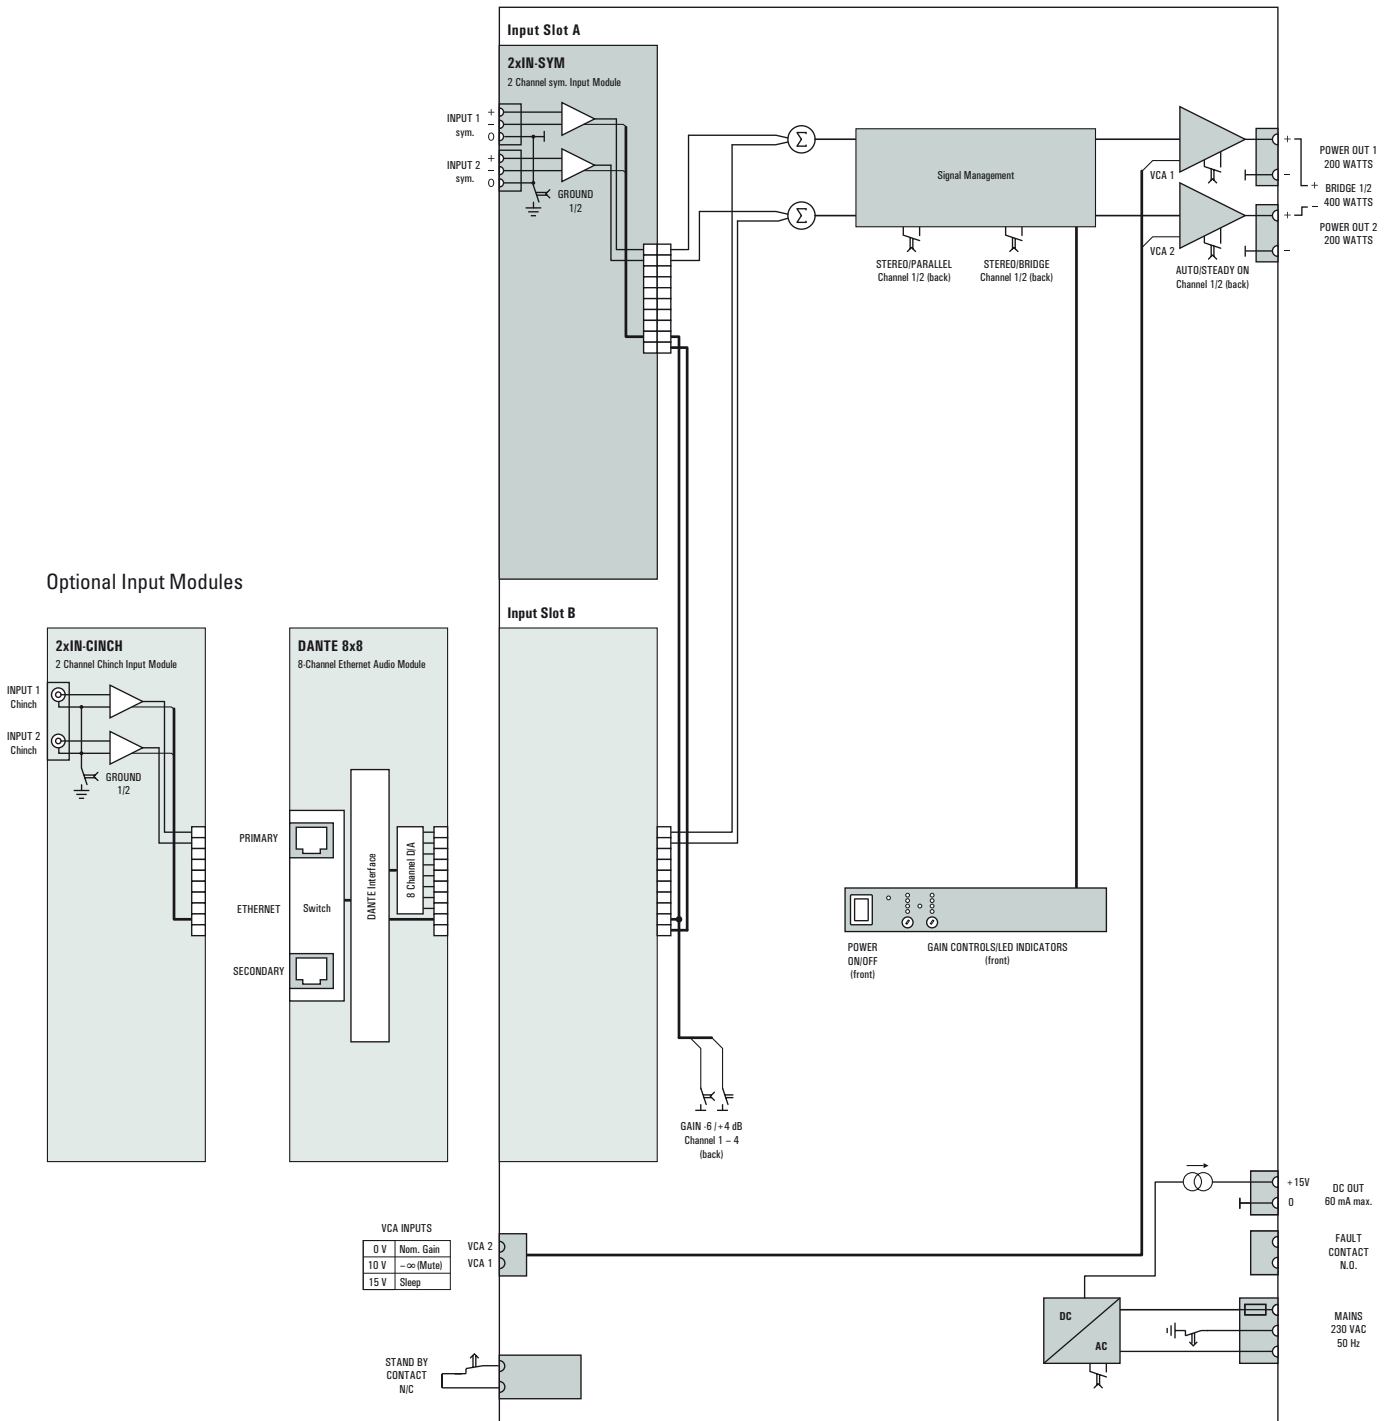 Input Slot A
2xIN-SYM
2 Channel sym. Input Module
INPUT 1
sym.
+
−
0
INPUT 2
sym.
+
−
0
GROUND
1/2
Σ
Σ
Signal Management
STEREO/PARALLEL
Channel 1/2 (back)
STEREO/BRIDGE
Channel 1/2 (back)
VCA 1
VCA 2
AUTO/STEADY ON
Channel 1/2 (back)
+
−
+
−
POWER OUT 1
200 WATTS
+ BRIDGE 1/2
− 400 WATTS
POWER OUT 2
200 WATTS
Optional Input Modules
2xIN-CINCH
2 Channel Chinch Input Module
INPUT 1
Chinch
INPUT 2
Chinch
GROUND
1/2
DANTE 8x8
8-Channel Ethernet Audio Module
PRIMARY
ETHERNET
SECONDARY
Switch
DANTE Interface
8 Channel D/A
Input Slot B
GAIN -6 /+4 dB
Channel 1 – 4
(back)
POWER
ON/OFF
(front)
GAIN CONTROLS/LED INDICATORS
(front)
VCA INPUTS
0 V Nom. Gain
10 V −∞ (Mute)
15 V Sleep
VCA 2
VCA 1
STAND BY
CONTACT
N/C
+15V
0
DC OUT
60 mA max.
FAULT
CONTACT
N.O.
DC
AC
MAINS
230 VAC
50 Hz